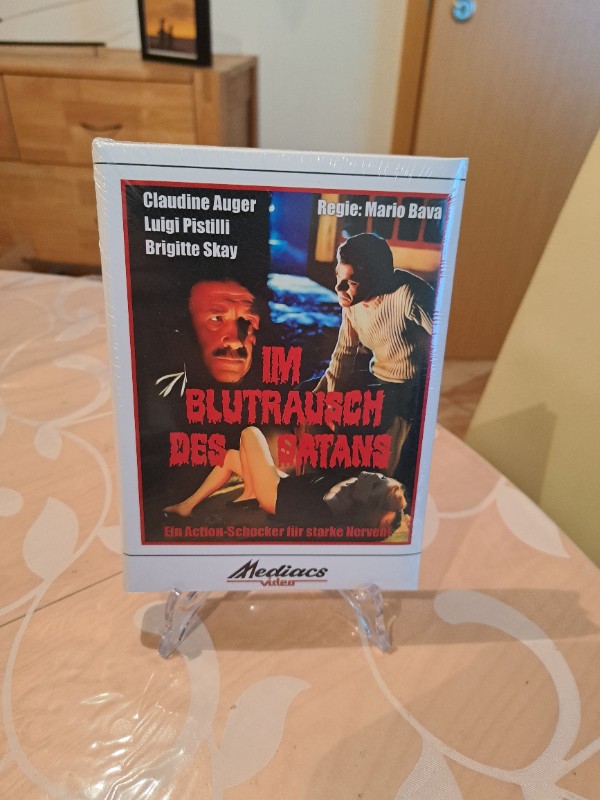 Claudine Auger
Luigi Pistilli
Brigitte Skay
Regie: Mario Bava
IM
BLUTRAUSCH
DES SATANS
Ein Action-Schocker für starke Nerven
Mediacs
video